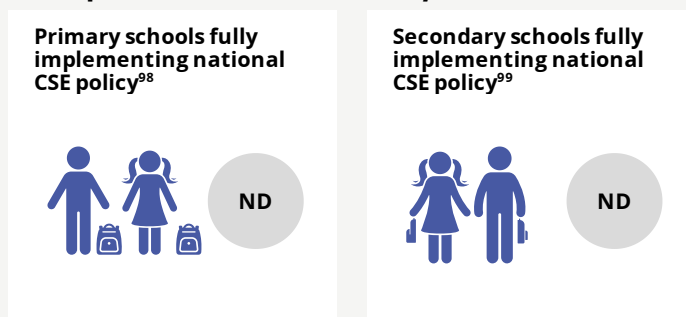 Primary schools fully
implementing national
CSE policy98
ND
Secondary schools fully
implementing national
CSE policy99
ND